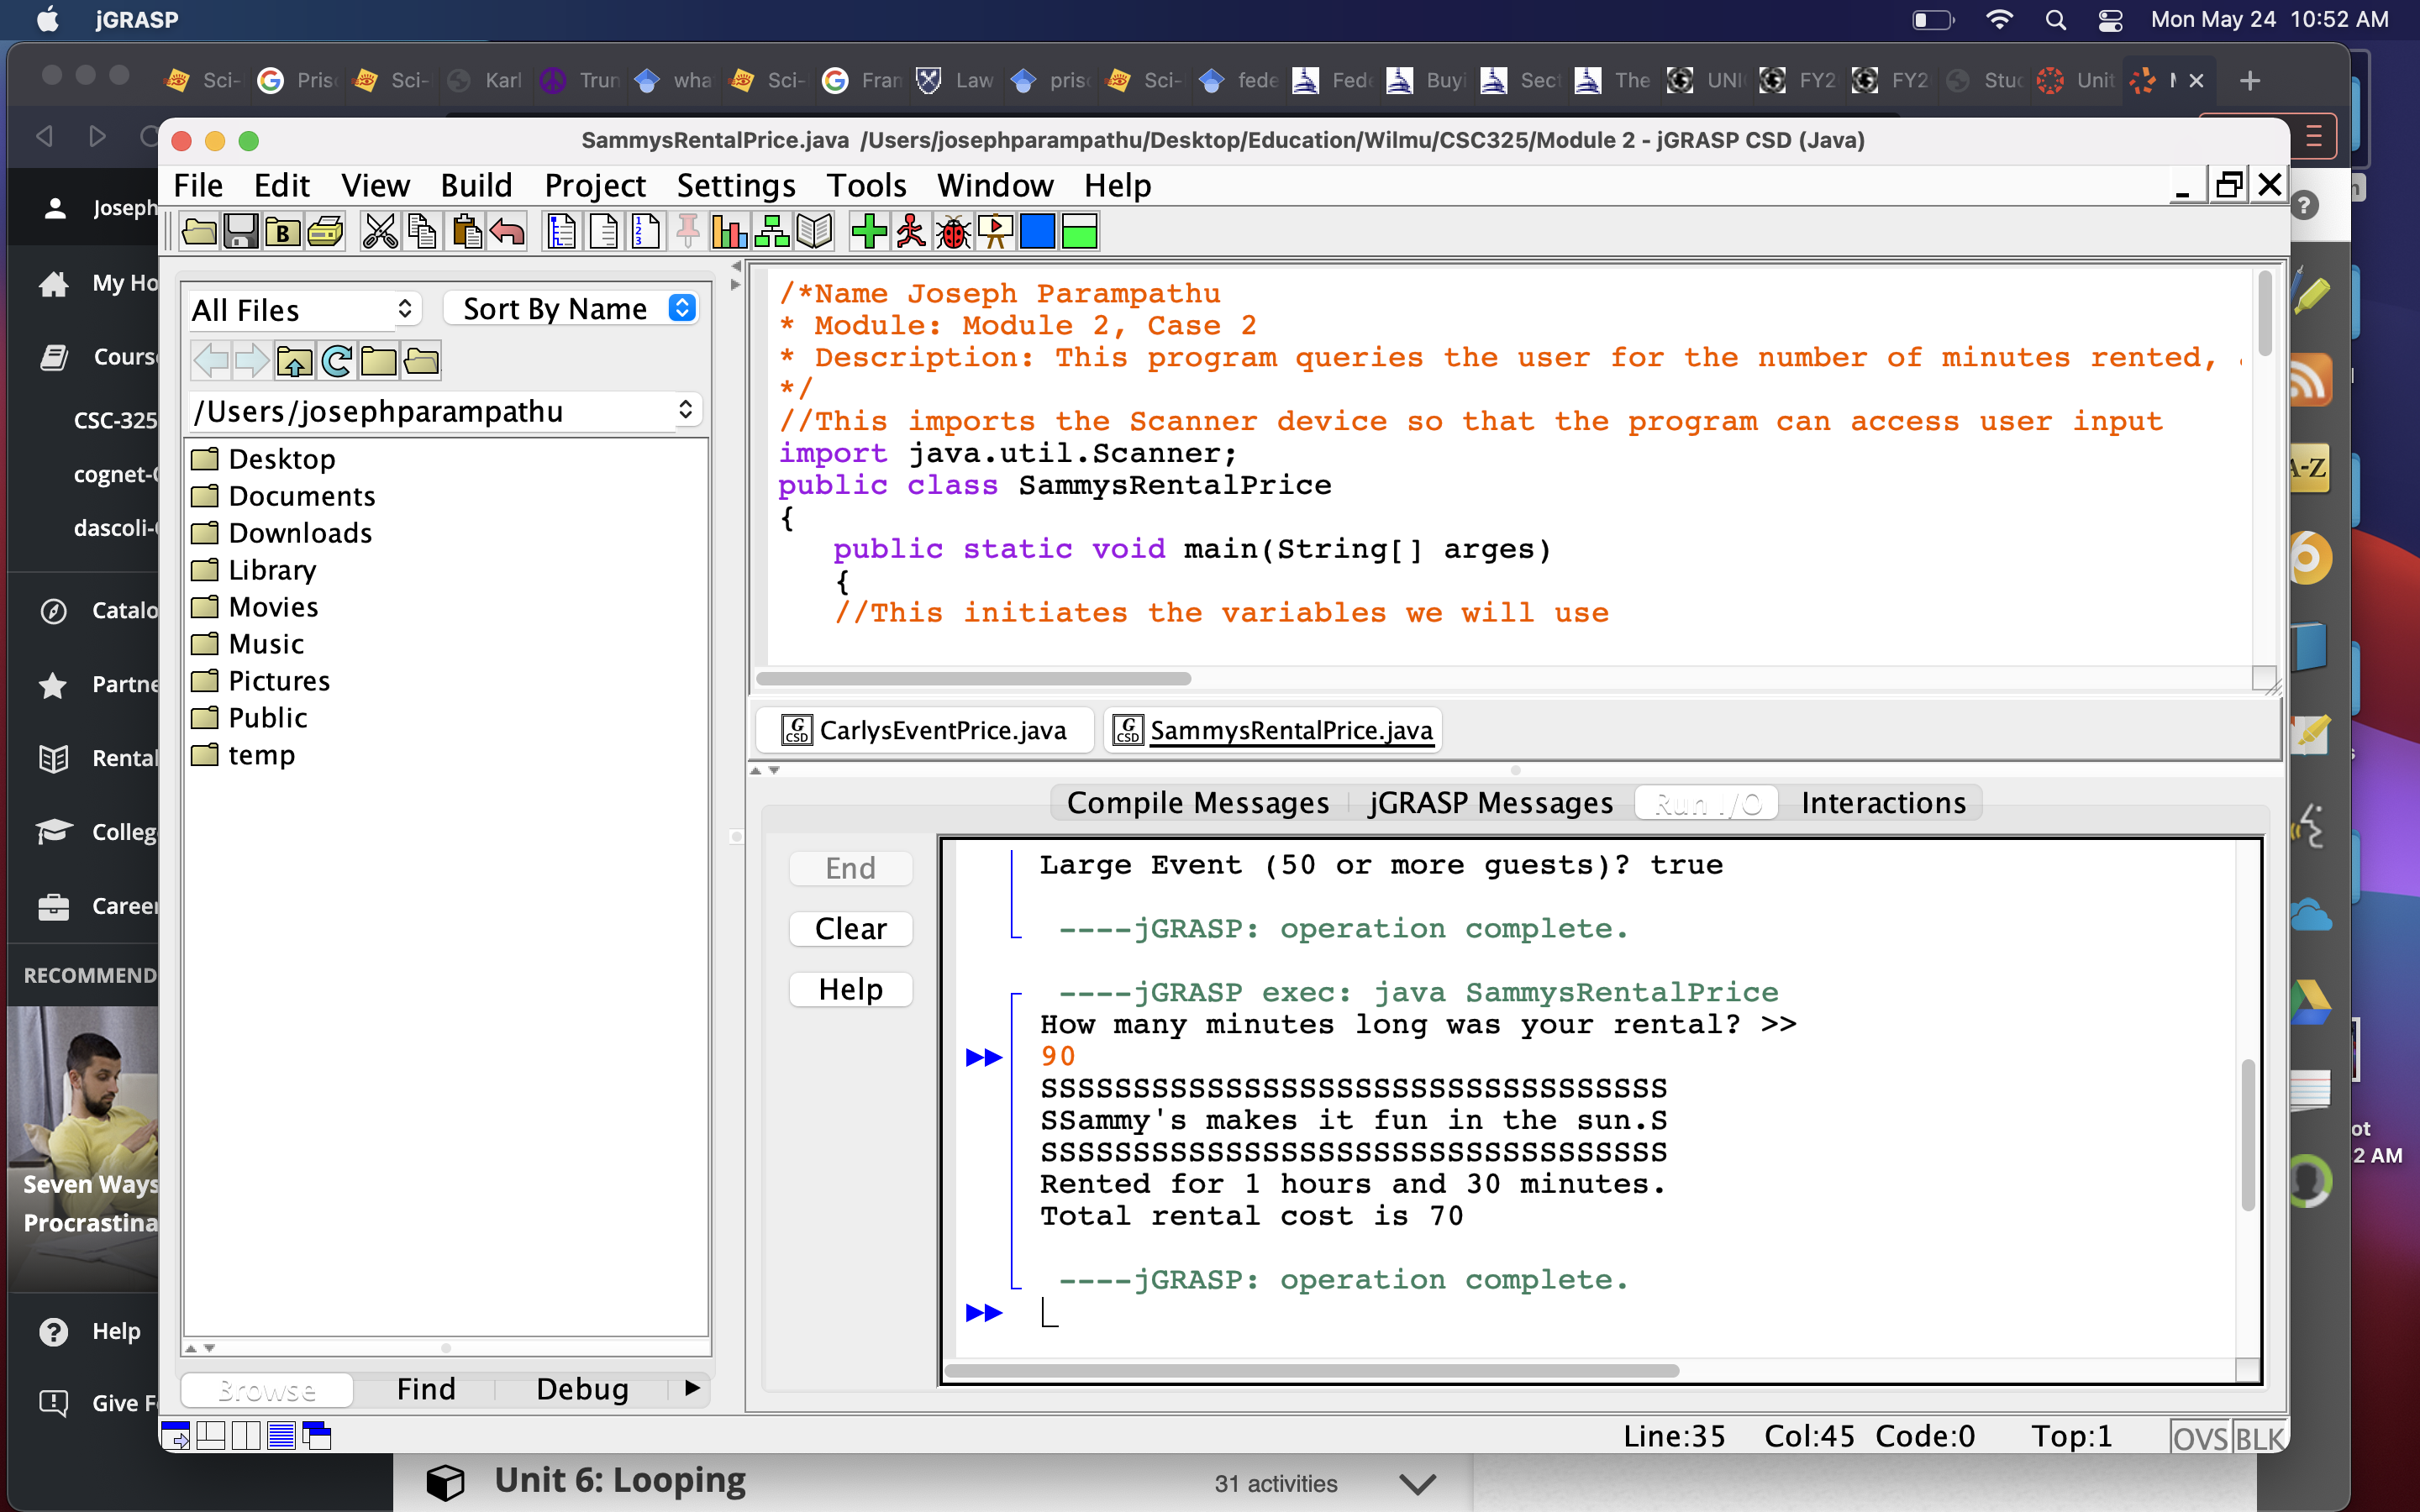 jGRASP
Mon May 24 10:52 AM
Sci-
Pris
Sci-
Karl
Trun
wha
Sci-
Fran
Law
pris
Sci-
fede
Fede
Buyi
Sect
The
UNI
FY2
FY2
Stud
Unit
SammysRentalPrice.java /Users/josephparampathu/Desktop/Education/Wilmu/CSC325/Module 2 - jGRASP CSD (Java)
File Edit View Build Project Settings Tools Window Help
Joseph
My Ho
Course
CSC-325
cognet-
dascoli-
Catalo
Partne
Rental
Colleg
Career
RECOMMEND
Seven Ways
Procrastina
Help
Give F
All Files
Sort By Name
/Users/josephparampathu
Desktop
Documents
Downloads
Library
Movies
Music
Pictures
Public
temp
Browse Find Debug
/*Name Joseph Parampathu
* Module: Module 2, Case 2
* Description: This program queries the user for the number of minutes rented,
*/
//This imports the Scanner device so that the program can access user input
import java.util.Scanner;
public class SammysRentalPrice
{
public static void main(String[] arges)
{
//This initiates the variables we will use
G CSD CarlysEventPrice.java
G CSD SammysRentalPrice.java
Compile Messages jGRASP Messages Run I/O Interactions
End
Clear
Help
Large Event (50 or more guests)? true
----jGRASP: operation complete.
----jGRASP exec: java SammysRentalPrice
How many minutes long was your rental? >>
90
SSSSSSSSSSSSSSSSSSSSSSSSSSSSSSSSSS
SSammy's makes it fun in the sun.S
SSSSSSSSSSSSSSSSSSSSSSSSSSSSSSSSSS
Rented for 1 hours and 30 minutes.
Total rental cost is 70
----jGRASP: operation complete.
Line:35 Col:45 Code:0 Top:1 OVS BLK
A-Z
ot
2 AM
Unit 6: Looping
31 activities